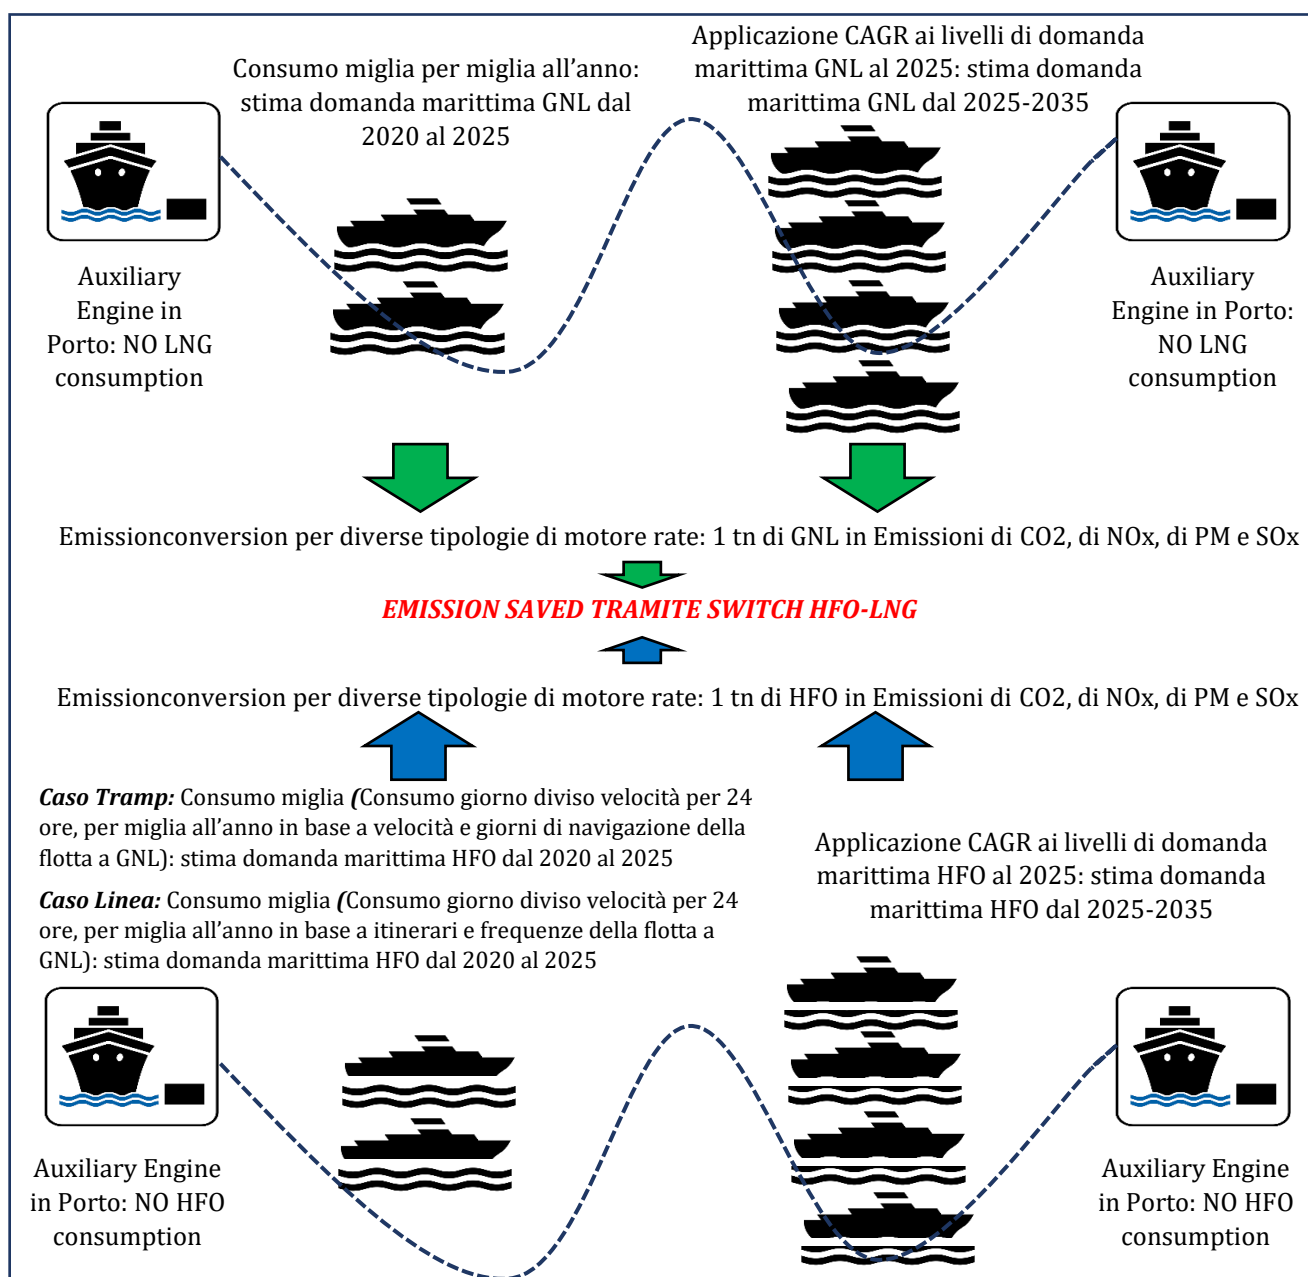 Consumo miglia per miglia all’anno:
stima domanda marittima GNL dal
2020 al 2025
Applicazione CAGR ai livelli di domanda
marittima GNL al 2025: stima domanda
marittima GNL dal 2025-2035
Auxiliary
Engine in
Porto: NO LNG
consumption
Auxiliary
Engine in Porto:
NO LNG
consumption
Emissionconversion per diverse tipologie di motore rate: 1 tn di GNL in Emissioni di CO2, di NOx, di PM e SOx
EMISSION SAVED TRAMITE SWITCH HFO-LNG
Emissionconversion per diverse tipologie di motore rate: 1 tn di HFO in Emissioni di CO2, di NOx, di PM e SOx
Caso Tramp: Consumo miglia (Consumo giorno diviso velocità per 24
ore, per miglia all’anno in base a velocità e giorni di navigazione della
flotta a GNL): stima domanda marittima HFO dal 2020 al 2025
Caso Linea: Consumo miglia (Consumo giorno diviso velocità per 24
ore, per miglia all’anno in base a itinerari e frequenze della flotta a
GNL): stima domanda marittima HFO dal 2020 al 2025
Applicazione CAGR ai livelli di domanda
marittima HFO al 2025: stima domanda
marittima HFO dal 2025-2035
Auxiliary Engine
in Porto: NO HFO
consumption
Auxiliary Engine
in Porto: NO HFO
consumption